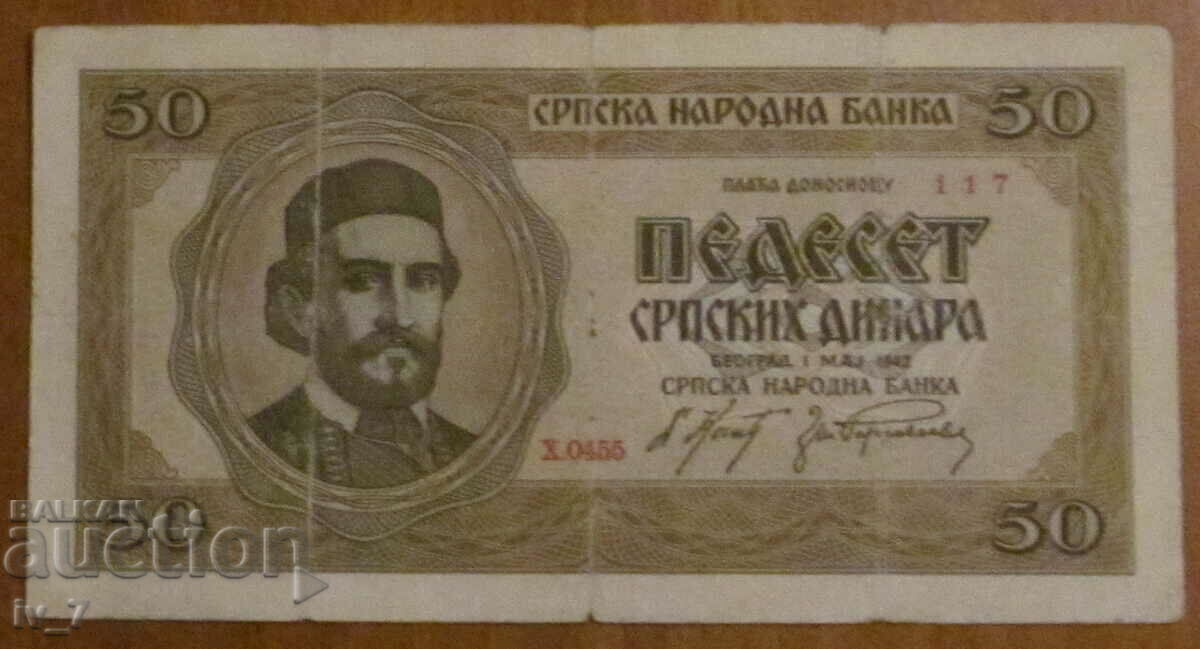 50 СРПСКА НАРОДНА БАНКА 50
ПЛАЋА ДОНОСИОЦУ 117
ПЕДЕСЕТ
СРПСКИХ ДИНАРА
БЕОГРАД, 1 МАЈ 1942
СРПСКА НАРОДНА БАНКА
X.0455
50 50
BALKAN
auction
iv_7